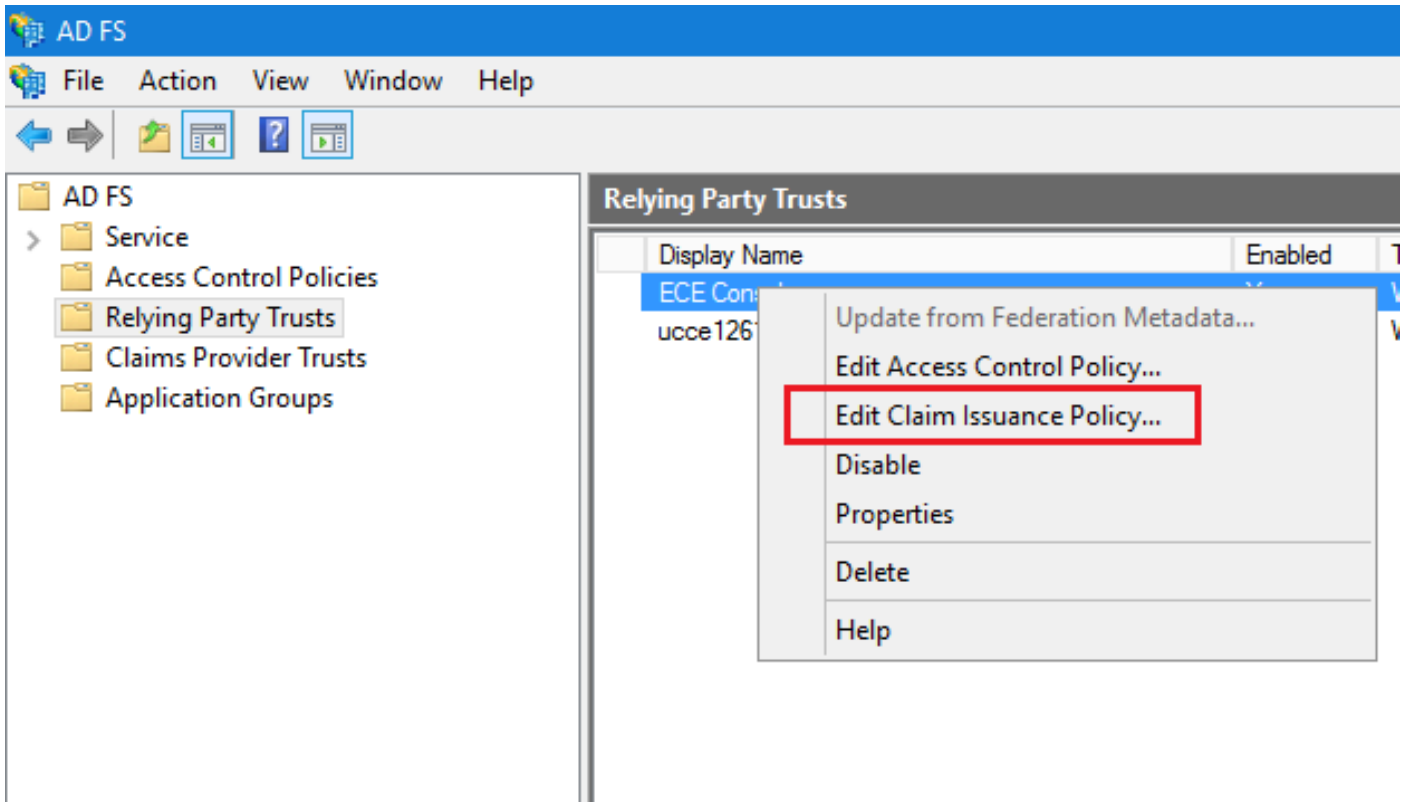 AD FS
File Action View Window Help
AD FS
Service
Access Control Policies
Relying Party Trusts
Claims Provider Trusts
Application Groups
Relying Party Trusts
Display Name Enabled
ECE
ucce126
Update from Federation Metadata...
Edit Access Control Policy...
Edit Claim Issuance Policy...
Disable
Properties
Delete
Help